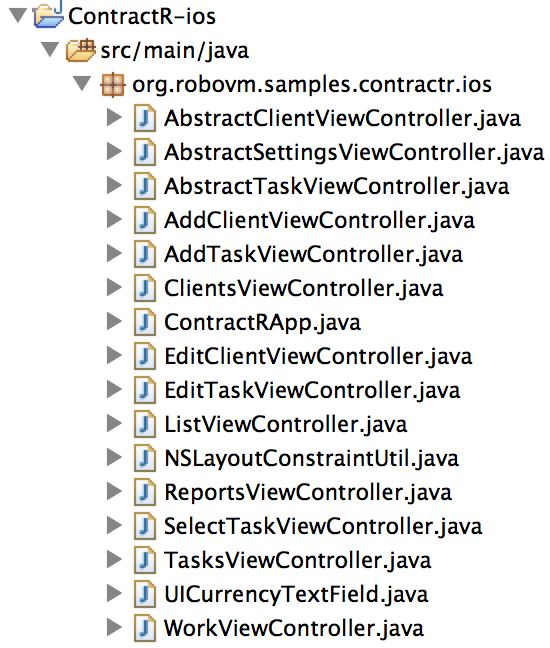 ContractR-ios
src/main/java
org.robovm.samples.contractr.ios
AbstractClientViewController.java
AbstractSettingsViewController.java
AbstractTaskViewController.java
AddClientViewController.java
AddTaskViewController.java
ClientsViewController.java
ContractRApp.java
EditClientViewController.java
EditTaskViewController.java
ListViewController.java
NSLayoutConstraintUtil.java
ReportsViewController.java
SelectTaskViewController.java
TasksViewController.java
UICurrencyTextField.java
WorkViewController.java